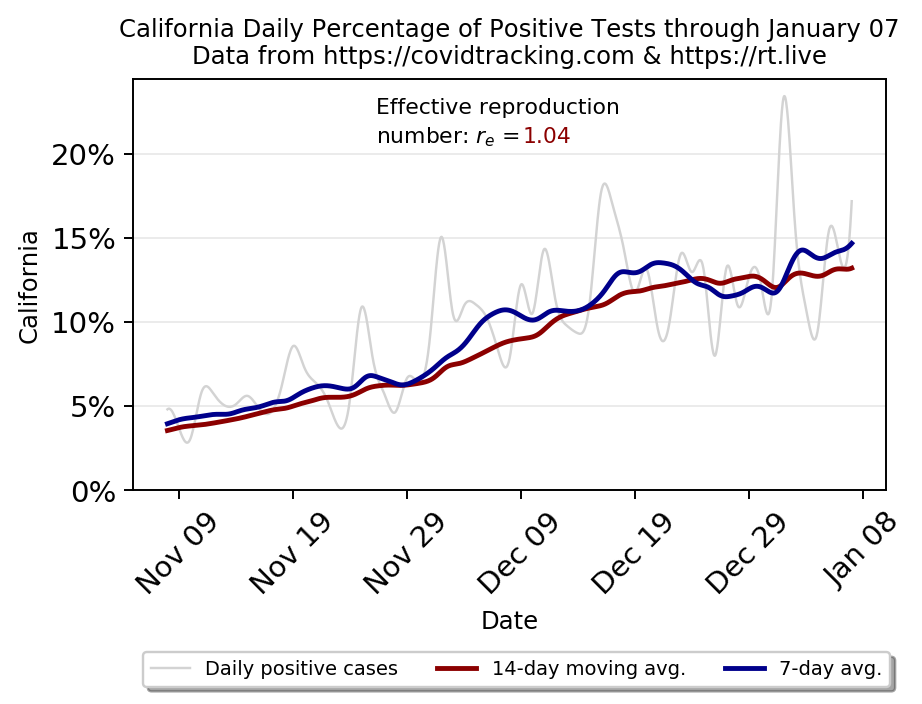 California Daily Percentage of Positive Tests through January 07
Data from https://covidtracking.com & https://rt.live
Effective reproduction
number: rₑ =1.04
20%
15%
10%
5%
0%
California
Nov 09
Nov 19
Nov 29
Dec 09
Dec 19
Dec 29
Jan 08
Date
Daily positive cases
14-day moving avg.
7-day avg.